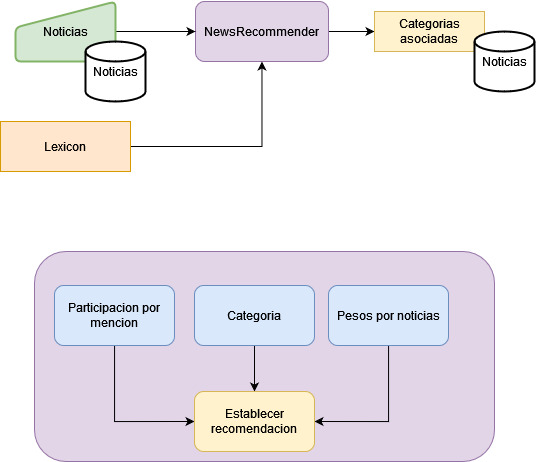 Noticias
Noticias
NewsRecommender
Categorias
asociadas
Noticias
Lexicon
Participacion por
mencion
Categoria
Pesos por noticias
Establecer
recomendacion